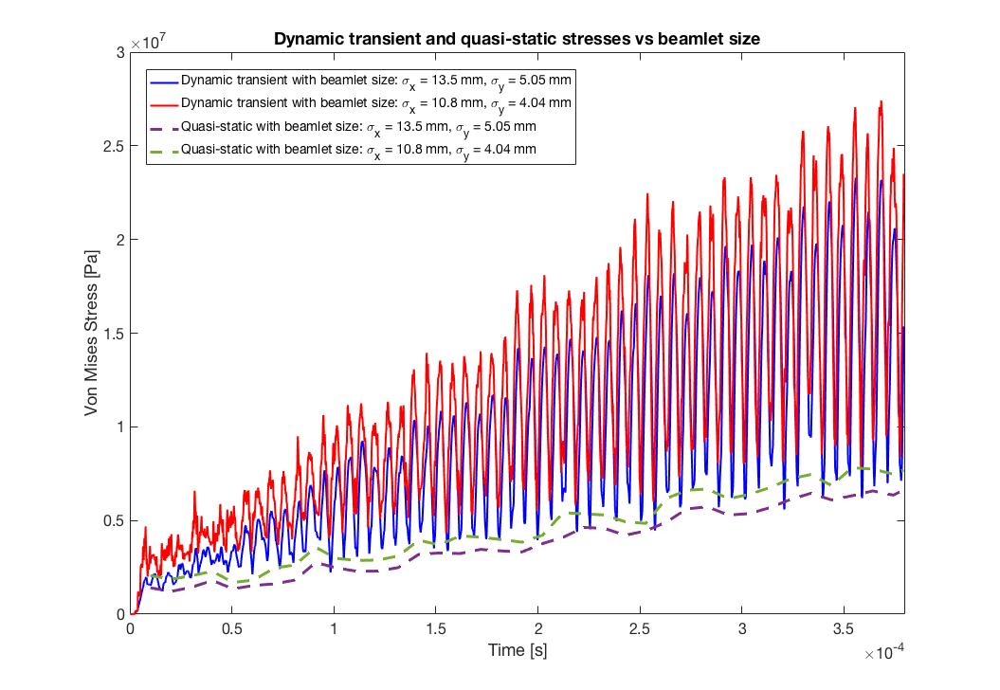 Dynamic transient and quasi-static stresses vs beamlet size
×10⁷
Dynamic transient with beamlet size: σx = 13.5 mm, σy = 5.05 mm
Dynamic transient with beamlet size: σx = 10.8 mm, σy = 4.04 mm
Quasi-static with beamlet size: σx = 13.5 mm, σy = 5.05 mm
Quasi-static with beamlet size: σx = 10.8 mm, σy = 4.04 mm
Von Mises Stress [Pa]
3
2.5
2
1.5
1
0.5
0
0 0.5 1 1.5 2 2.5 3 3.5
Time [s]
×10⁻⁴